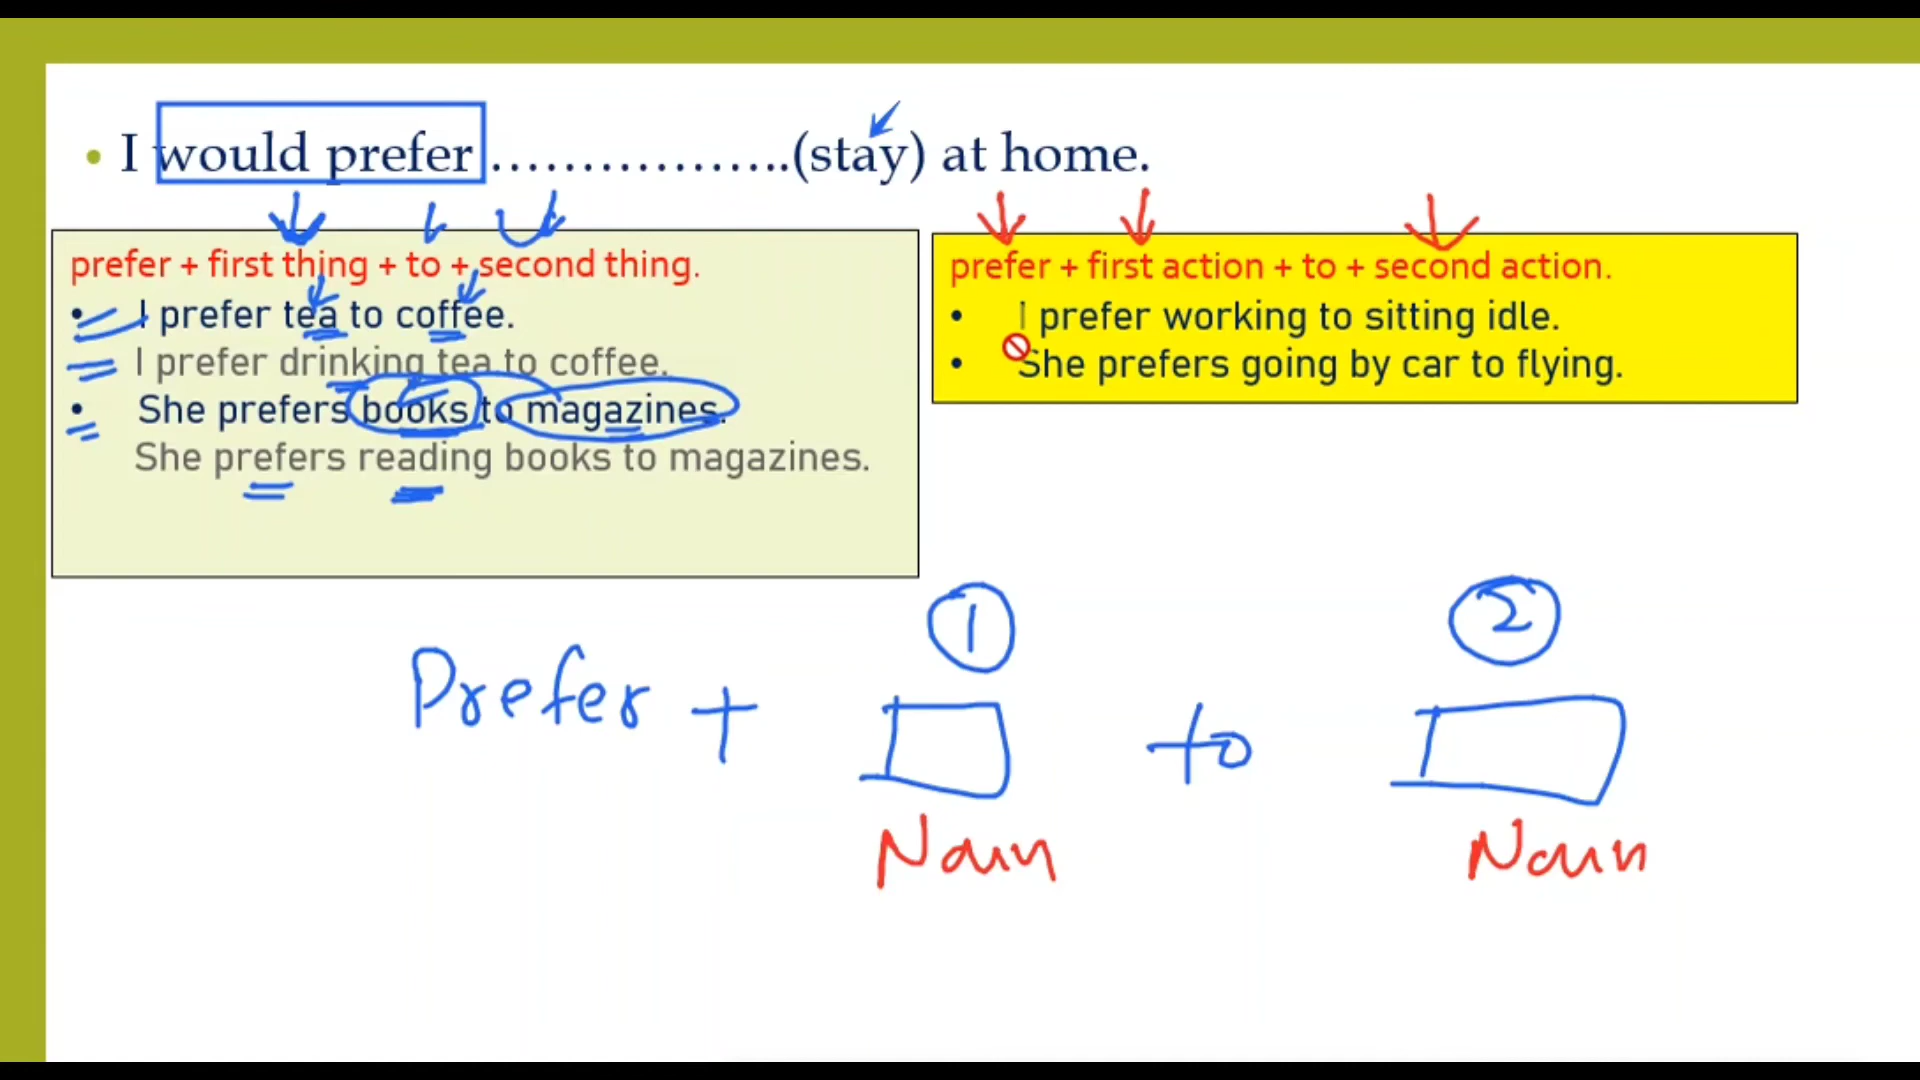 • I would prefer ……………..(stay) at home.
prefer + first thing + to + second thing.
• I prefer tea to coffee.
I prefer drinking tea to coffee.
• She prefers books to magazines.
She prefers reading books to magazines.
prefer + first action + to + second action.
• I prefer working to sitting idle.
• She prefers going by car to flying.
1 2
Prefer + to
Noun Noun